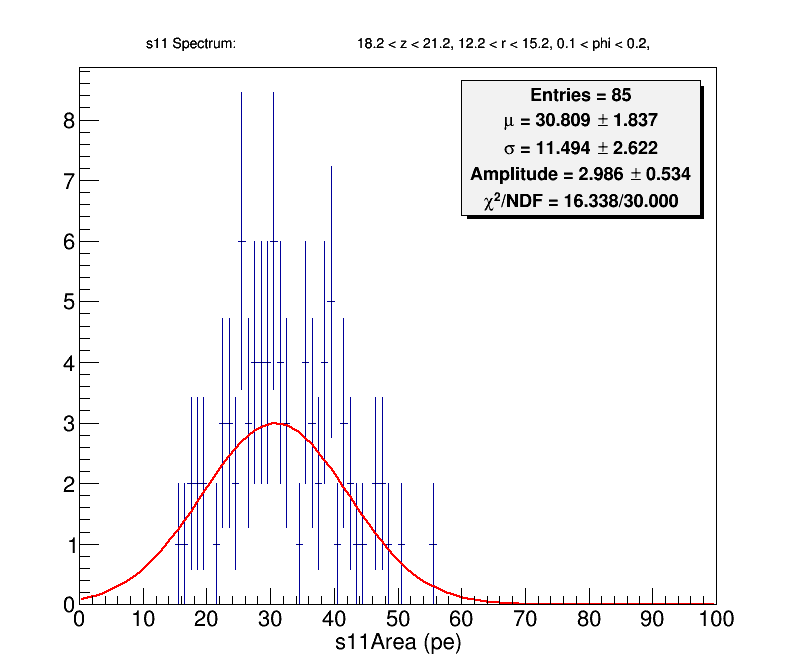 s11 Spectrum: 18.2 < z < 21.2, 12.2 < r < 15.2, 0.1 < phi < 0.2,
Entries = 85
μ = 30.809 ± 1.837
σ = 11.494 ± 2.622
Amplitude = 2.986 ± 0.534
χ²/NDF = 16.338/30.000
8
7
6
5
4
3
2
1
0
0 10 20 30 40 50 60 70 80 90 100
s11Area (pe)